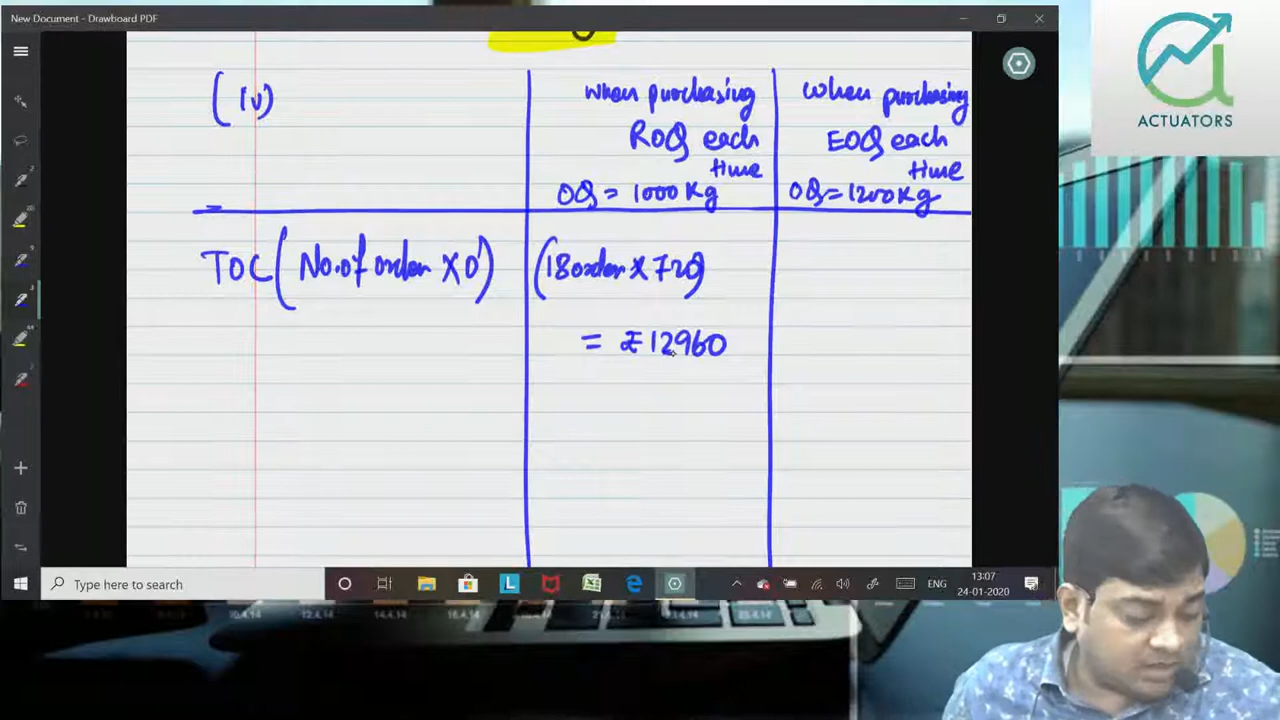 New Document - Drawboard PDF
ACTUATORS
(iv)
When purchasing
ROQ each
time
OQ = 1000 Kg
When purchasing
EOQ each
time
OQ = 1200 Kg
TOC (No. of order X O)
(18 order X 720)
= ₹ 12960
Type here to search
ENG
13:07
24-01-2020